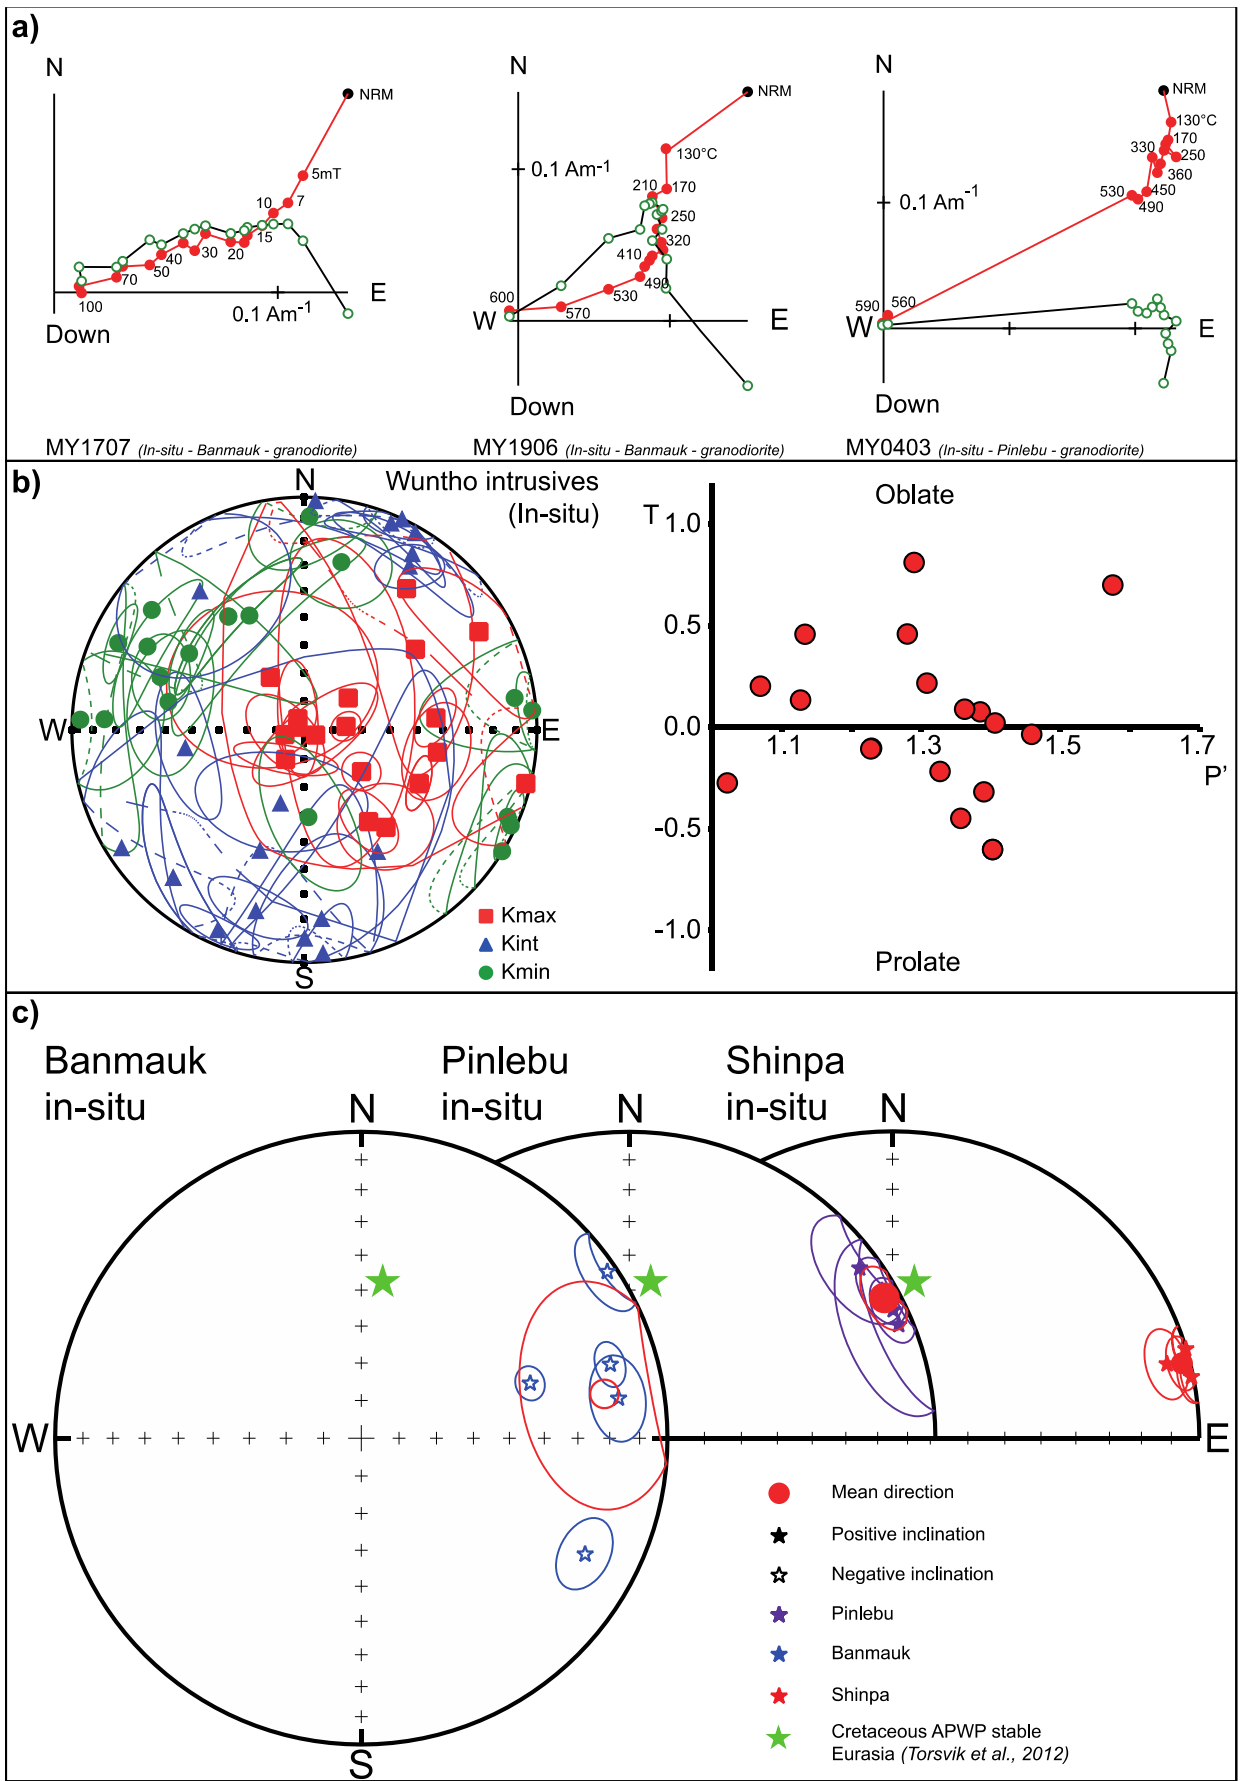 a)
N
NRM
5mT
7
10
15
20
30
40
50
70
100
E
0.1 Am-1
Down
MY1707 (In-situ - Banmauk - granodiorite)
N
NRM
0.1 Am-1
130°C
210
170
250
320
410
490
530
570
600
W
E
Down
MY1906 (In-situ - Banmauk - granodiorite)
N
NRM
130°C
170
330
250
360
450
530
490
0.1 Am-1
590
560
W
E
Down
MY0403 (In-situ - Pinlebu - granodiorite)
b)
N
Wuntho intrusives
(In-situ)
W
E
S
Kmax
Kint
Kmin
T
Oblate
1.0
0.5
0.0
-0.5
-1.0
1.1
1.3
1.5
1.7
P'
Prolate
c)
Banmauk
in-situ
N
Pinlebu
in-situ
N
Shinpa
in-situ
N
W
E
S
Mean direction
Positive inclination
Negative inclination
Pinlebu
Banmauk
Shinpa
Cretaceous APWP stable
Eurasia (Torsvik et al., 2012)